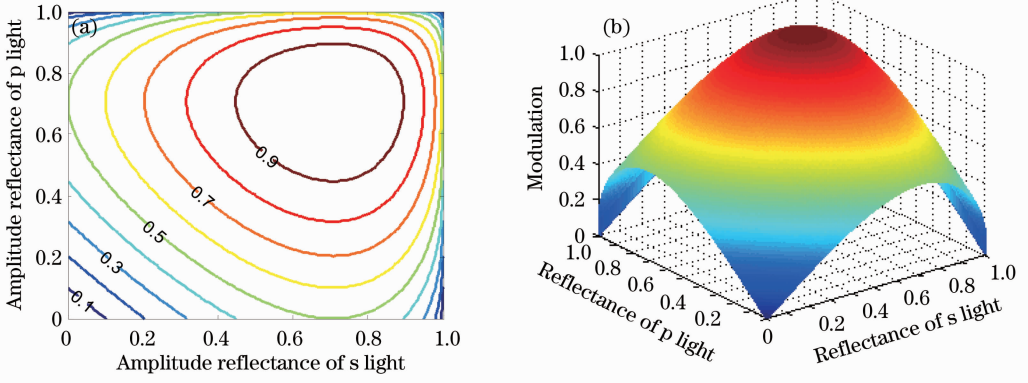 (a)
Amplitude reflectance of p light
1.0
0.8
0.6
0.4
0.2
0
0.9
0.7
0.5
0.3
0.1
0 0.2 0.4 0.6 0.8 1.0
Amplitude reflectance of s light
(b)
Modulation
1.0
0.8
0.6
0.4
0.2
0
1.0 0.8 0.6 0.4 0.2
Reflectance of p light
0 0.2 0.4 0.6 0.8 1.0
Reflectance of s light